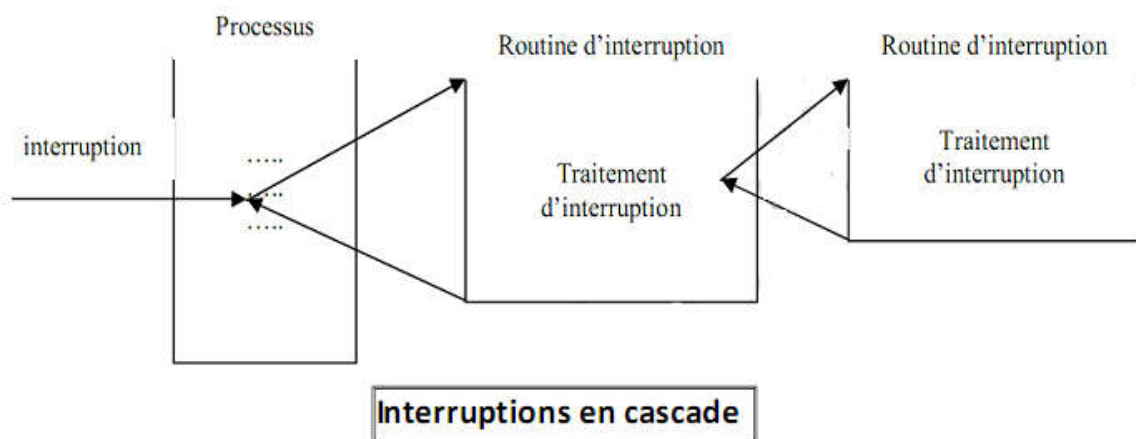 Processus
Routine d’interruption
Routine d’interruption
interruption
.....
.....
.....
Traitement
d’interruption
Traitement
d’interruption
Interruptions en cascade